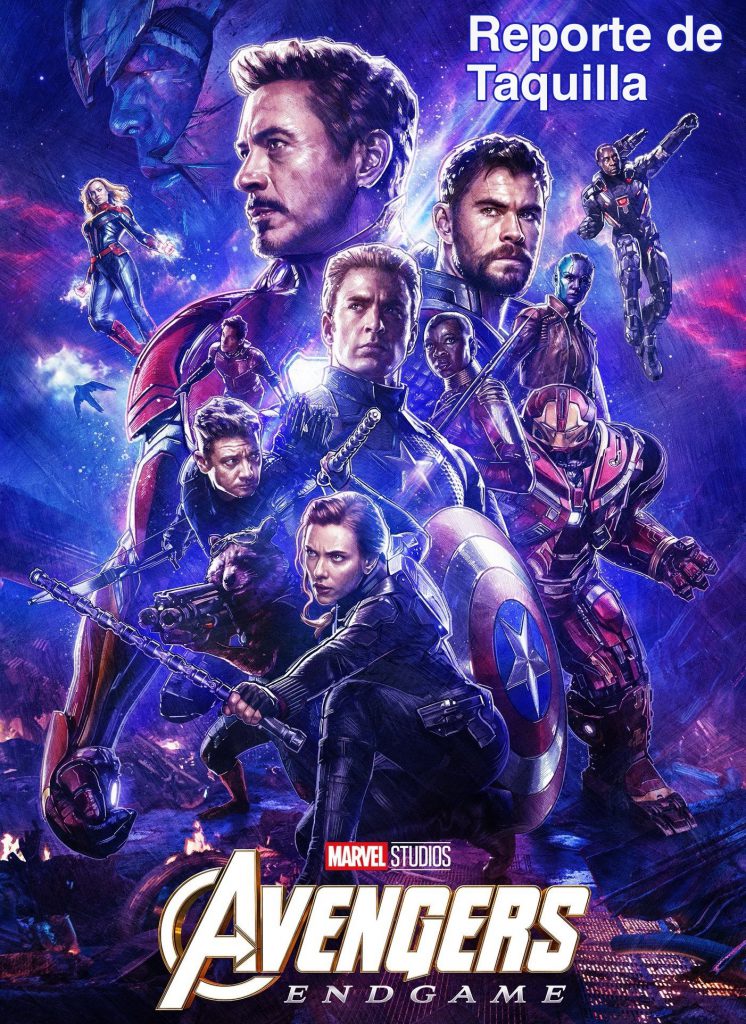 Reporte de
Taquilla
MARVEL STUDIOS
AVENGERS
ENDGAME